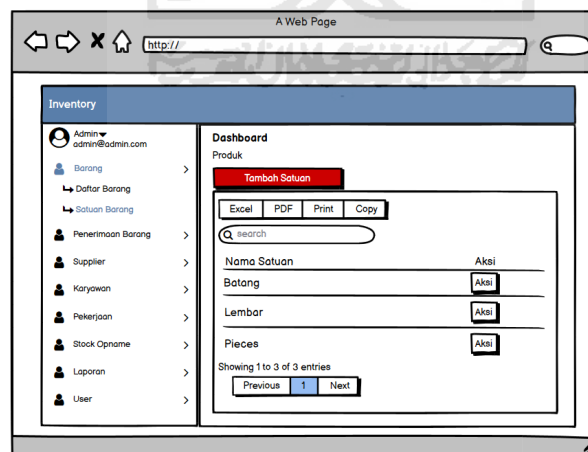 A Web Page
http://
Inventory
Admin
admin@admin.com
Barang
Daftar Barang
Satuan Barang
Penerimaan Barang
Supplier
Karyawan
Pekerjaan
Stock Opname
Laporan
User
Dashboard
Produk
Tambah Satuan
Excel PDF Print Copy
search
Nama Satuan Aksi
Batang Aksi
Lembar Aksi
Pieces Aksi
Showing 1 to 3 of 3 entries
Previous 1 Next